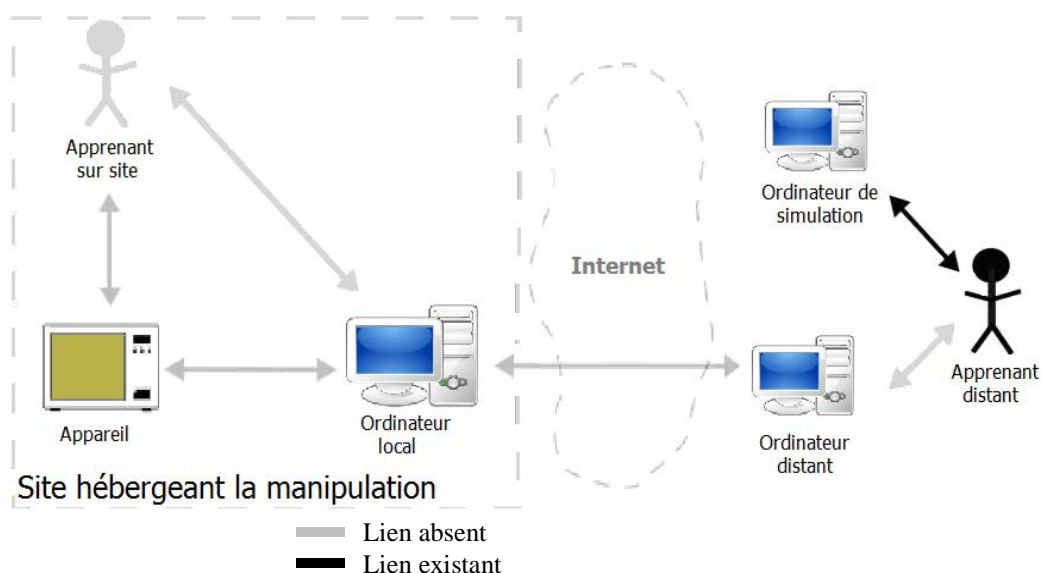 Apprenant
sur site
Ordinateur de
simulation
Internet
Apprenant
distant
Appareil
Ordinateur
local
Ordinateur
distant
Site hébergeant la manipulation
Lien absent
Lien existant